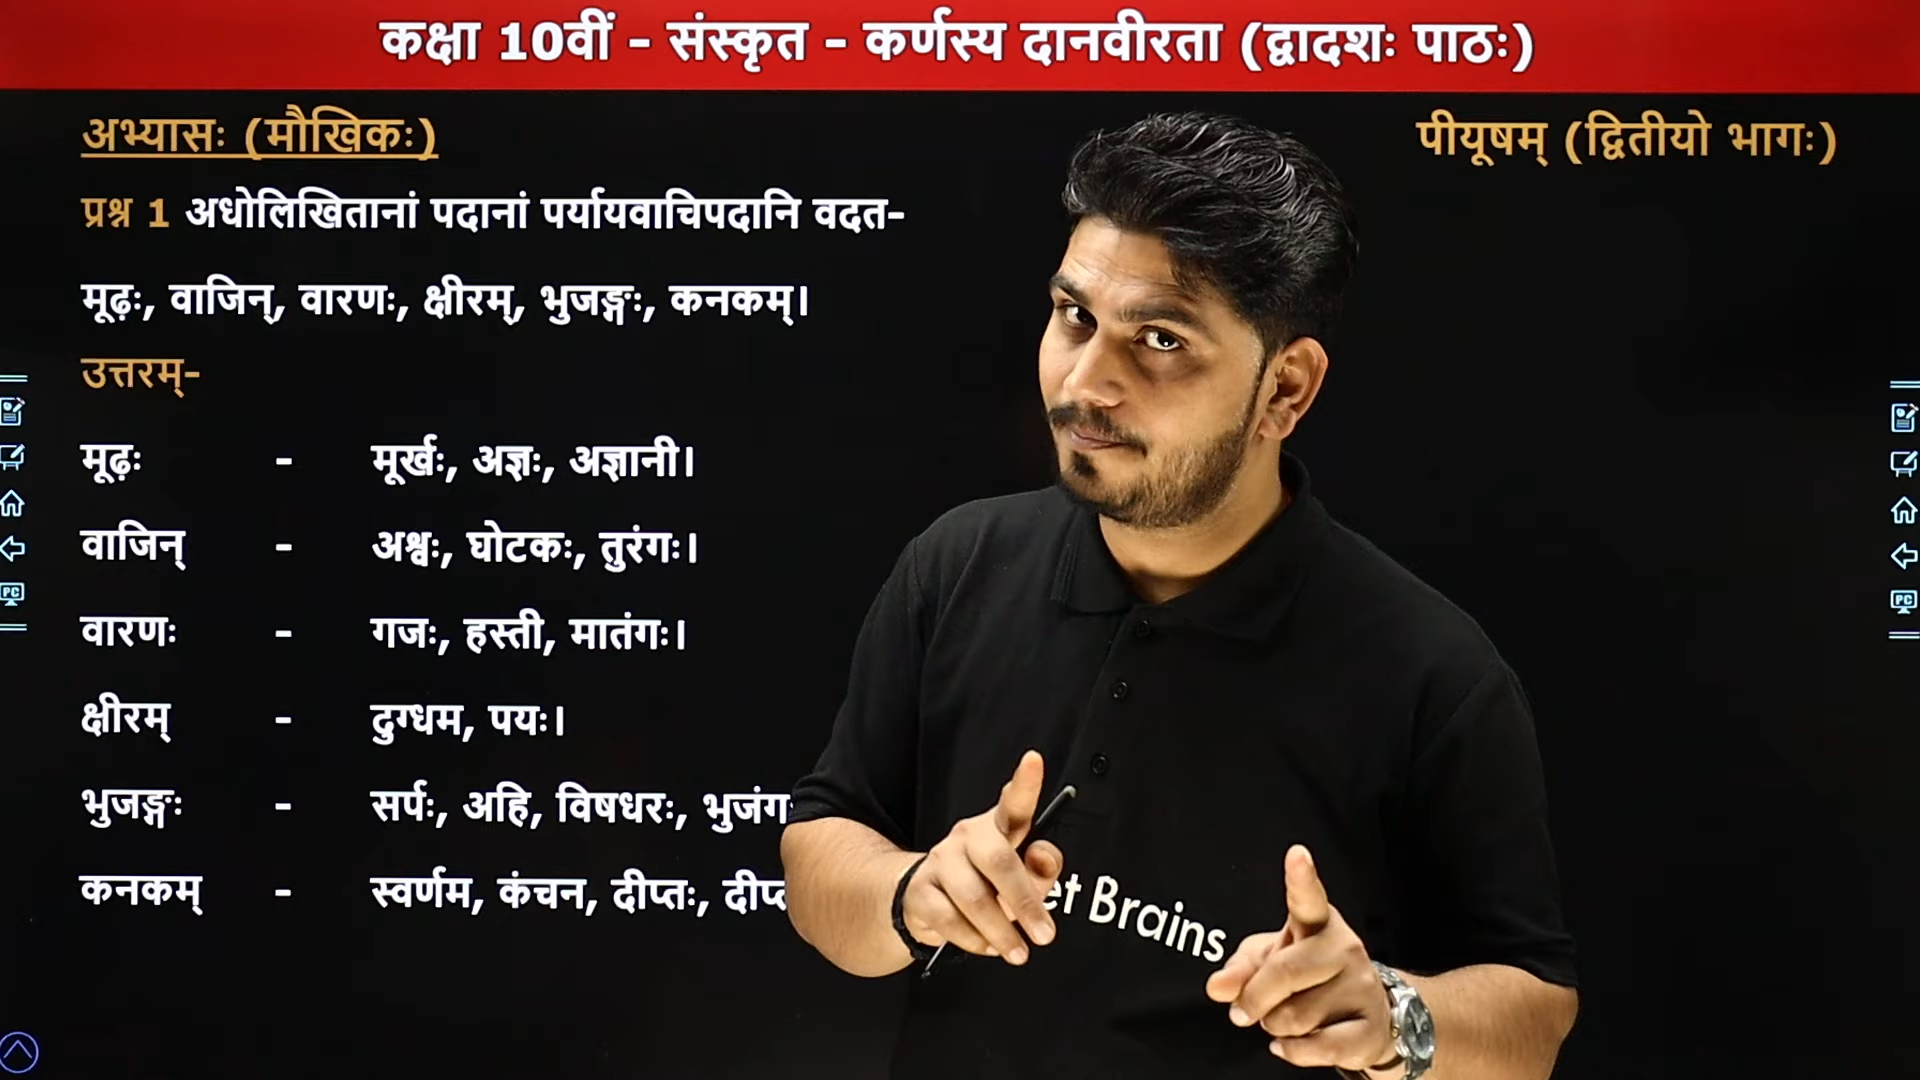 कक्षा 10वीं - संस्कृत - कर्णस्य दानवीरता (द्वादशः पाठः)
अभ्यासः (मौखिकः)
पीयूषम् (द्वितीयो भागः)
प्रश्न 1 अधोलिखितानां पदानां पर्यायवाचिपदानि वदत-
मूढ़ः, वाजिन्, वारणः, क्षीरम्, भुजङ्गः, कनकम्।
उत्तरम्-
मूढ़ः - मूर्खः, अज्ञः, अज्ञानी।
वाजिन् - अश्वः, घोटकः, तुरंगः।
वारणः - गजः, हस्ती, मातंगः।
क्षीरम् - दुग्धम, पयः।
भुजङ्गः - सर्पः, अहि, विषधरः,
कनकम् - स्वर्णम, कंचन, दीप्तः,
Brains
PC
PC